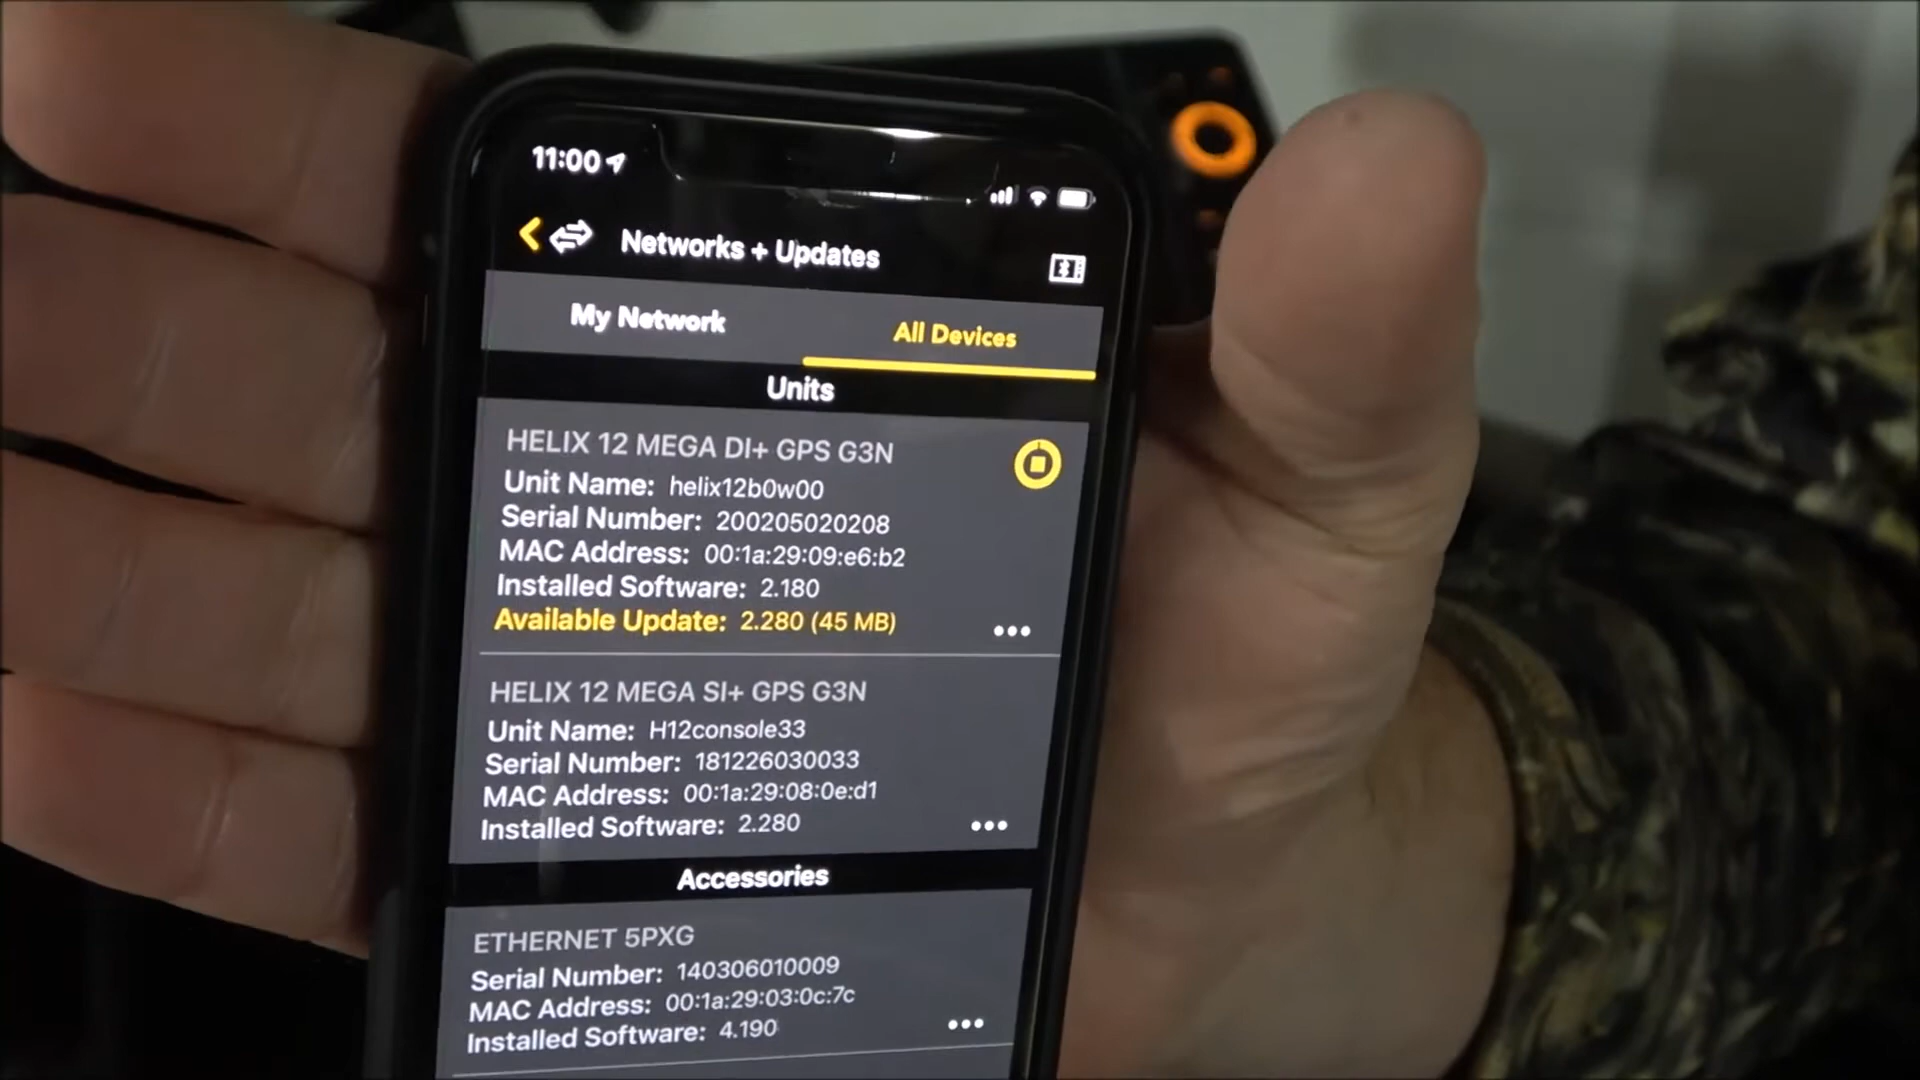 11:00
Networks + Updates
My Network
All Devices
Units
HELIX 12 MEGA DI+ GPS G3N
Unit Name: helix12b0w00
Serial Number: 200205020208
MAC Address: 00:1a:29:09:e6:b2
Installed Software: 2.180
Available Update: 2.280 (45 MB)
HELIX 12 MEGA SI+ GPS G3N
Unit Name: H12console33
Serial Number: 181226030033
MAC Address: 00:1a:29:08:0e:d1
Installed Software: 2.280
Accessories
ETHERNET 5PXG
Serial Number: 140306010009
MAC Address: 00:1a:29:03:0c:7c
Installed Software: 4.190